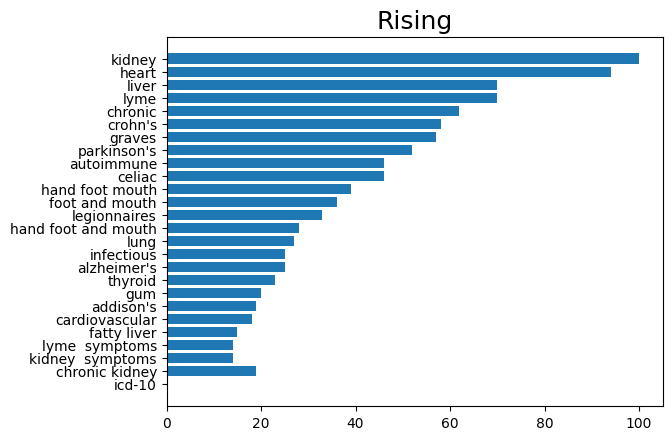 Rising
kidney
heart
liver
lyme
chronic
crohn's
graves
parkinson's
autoimmune
celiac
hand foot mouth
foot and mouth
legionnaires
hand foot and mouth
lung
infectious
alzheimer's
thyroid
gum
addison's
cardiovascular
fatty liver
lyme  symptoms
kidney  symptoms
chronic kidney
icd-10
0 20 40 60 80 100